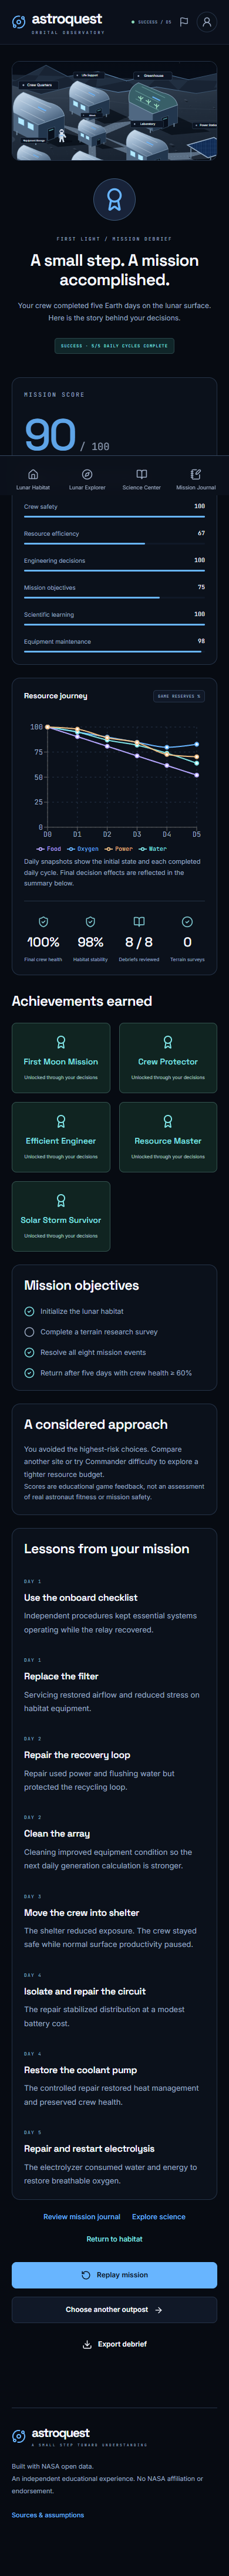 astroquest
ORBITAL OBSERVATORY
SUCCESS / D5
Life Support
Greenhouse
Crew Quarters
Laboratory
Power Station
FIRST LIGHT / MISSION DEBRIEF
A small step. A mission
accomplished.
Your crew completed five Earth days on the lunar surface.
Here is the story behind your decisions.
SUCCESS · 5/5 DAILY CYCLES COMPLETE
MISSION SCORE
90 / 100
Lunar Habitat
Lunar Explorer
Science Center
Mission Journal
Crew safety 100
Resource efficiency 67
Engineering decisions 100
Mission objectives 75
Scientific learning 100
Equipment maintenance 98
Resource journey
GAME RESERVES %
100
75
50
25
0
D0 D1 D2 D3 D4 D5
Food Oxygen Power Water
Daily snapshots show the initial state and each completed
daily cycle. Final decision effects are reflected in the
summary below.
100% 98% 8 / 8 0
Final crew health Habitat stability Debriefs reviewed Terrain surveys
Achievements earned
First Moon Mission
Unlocked through your decisions
Crew Protector
Unlocked through your decisions
Efficient Engineer
Unlocked through your decisions
Resource Master
Unlocked through your decisions
Solar Storm Survivor
Unlocked through your decisions
Mission objectives
Initialize the lunar habitat
Complete a terrain research survey
Resolve all eight mission events
Return after five days with crew health ≥ 60%
A considered approach
You avoided the highest-risk choices. Compare
another site or try Commander difficulty to explore a
tighter resource budget.
Scores are educational game feedback, not an assessment
of real astronaut fitness or mission safety.
Lessons from your mission
DAY 1
Use the onboard checklist
Independent procedures kept essential systems
operating while the relay recovered.
DAY 1
Replace the filter
Servicing restored airflow and reduced stress on
habitat equipment.
DAY 2
Repair the recovery loop
Repair used power and flushing water but
protected the recycling loop.
DAY 2
Clean the array
Cleaning improved equipment condition so the
next daily generation calculation is stronger.
DAY 3
Move the crew into shelter
The shelter reduced exposure. The crew stayed
safe while normal surface productivity paused.
DAY 4
Isolate and repair the circuit
The repair stabilized distribution at a modest
battery cost.
DAY 4
Restore the coolant pump
The controlled repair restored heat management
and preserved crew health.
DAY 5
Repair and restart electrolysis
The electrolyzer consumed water and energy to
restore breathable oxygen.
Review mission journal Explore science
Return to habitat
Replay mission
Choose another outpost
Export debrief
astroquest
A SMALL STEP TOWARD UNDERSTANDING
Built with NASA open data.
An independent educational experience. No NASA affiliation or
endorsement.
Sources & assumptions